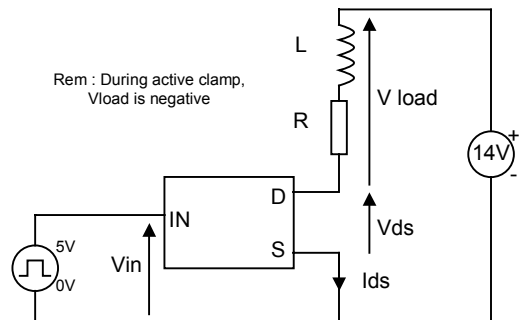 L
Rem : During active clamp,
Vload is negative
V load
R
14V
+
-
D
IN
Vds
S
5V
0V
Vin
Ids